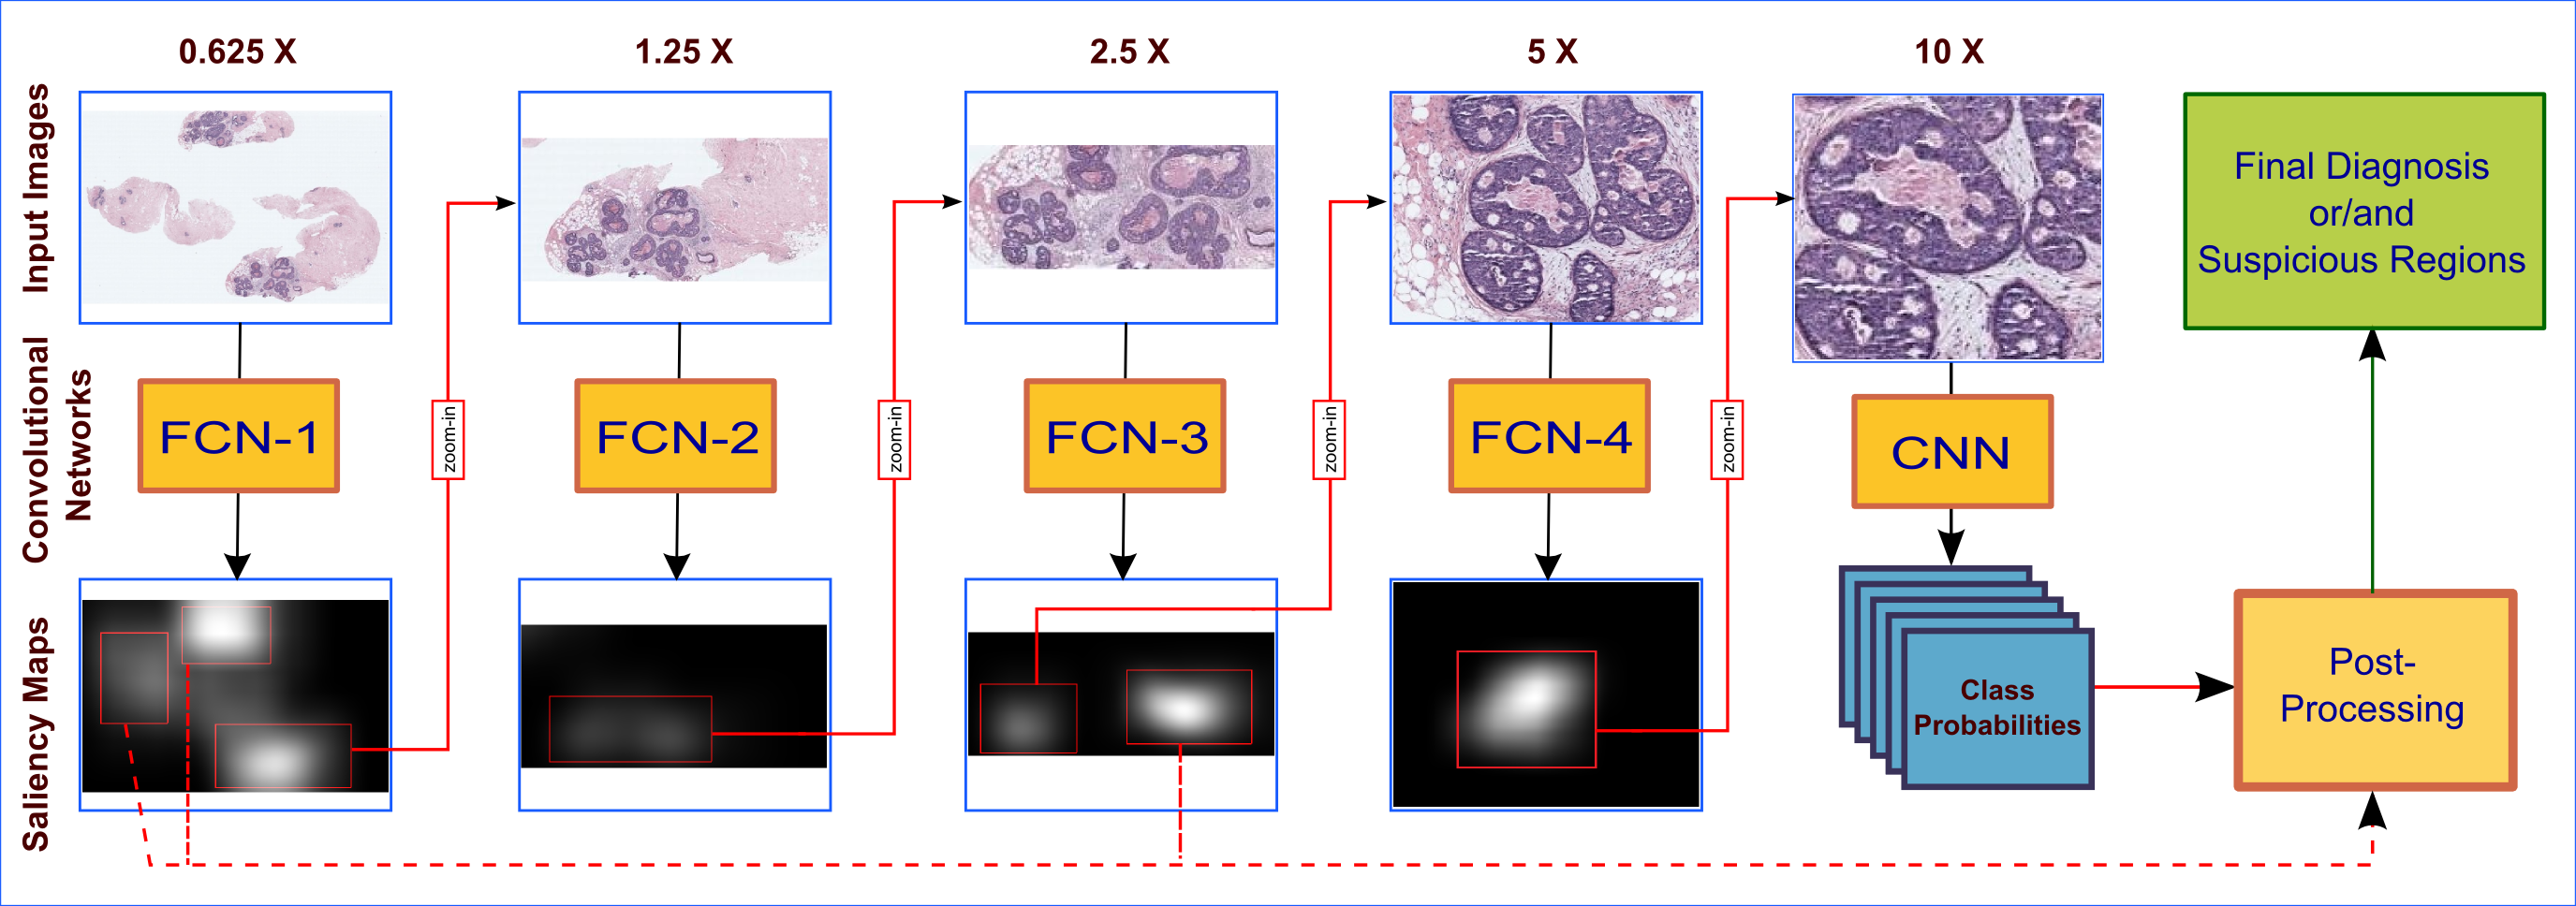 0.625 X
1.25 X
2.5 X
5 X
10 X
Input Images
Convolutional
Networks
Saliency Maps
FCN-1
FCN-2
FCN-3
FCN-4
CNN
zoom-in
zoom-in
zoom-in
zoom-in
Class
Probabilities
Post-
Processing
Final Diagnosis
or/and
Suspicious Regions